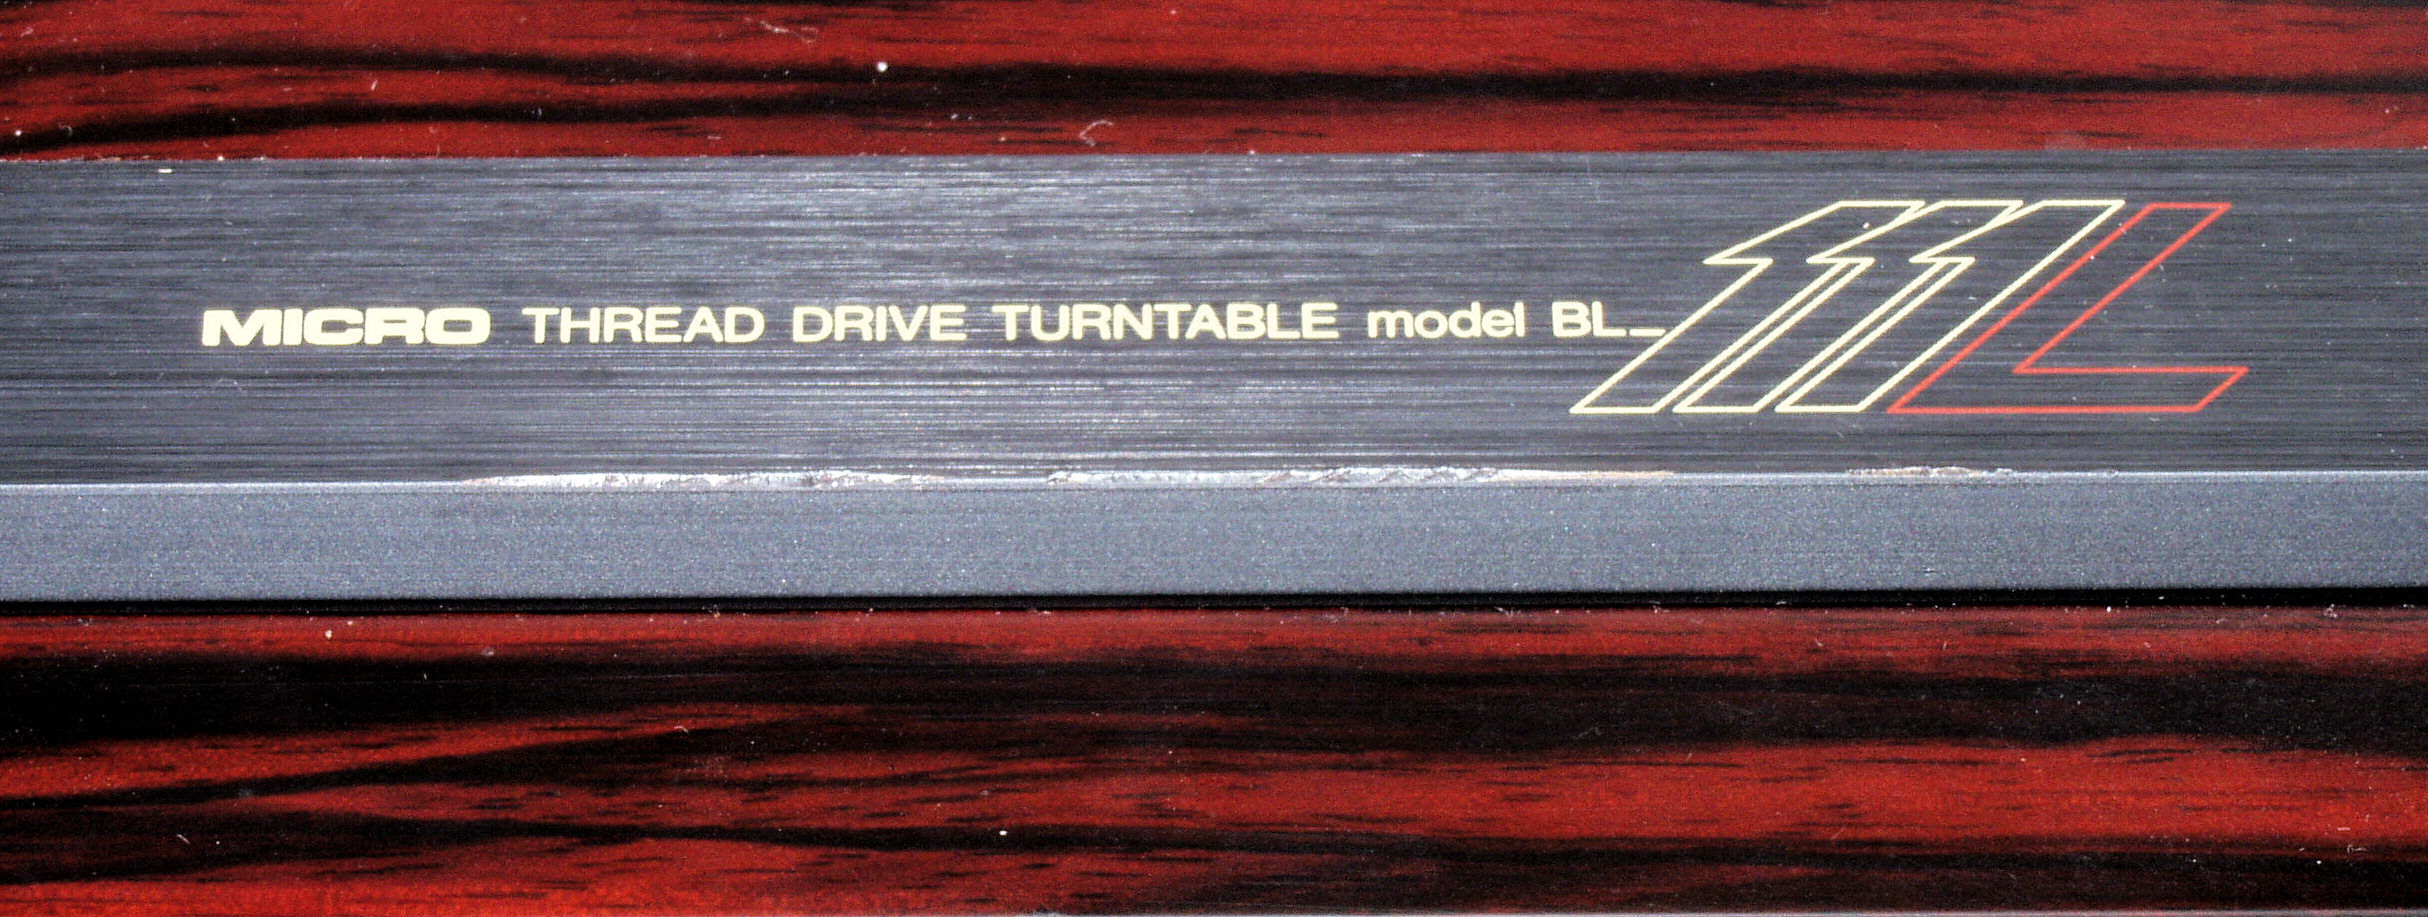 MICRO THREAD DRIVE TURNTABLE model BL-111L